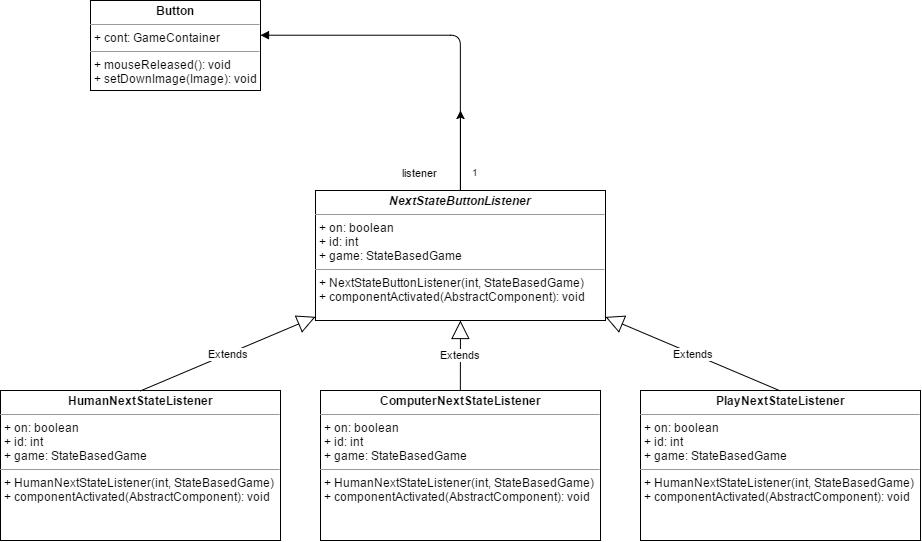 Button
+ cont: GameContainer
+ mouseReleased(): void
+ setDownImage(Image): void
listener 1
NextStateButtonListener
+ on: boolean
+ id: int
+ game: StateBasedGame
+ NextStateButtonListener(int, StateBasedGame)
+ componentActivated(AbstractComponent): void
Extends
Extends
Extends
HumanNextStateListener
+ on: boolean
+ id: int
+ game: StateBasedGame
+ HumanNextStateListener(int, StateBasedGame)
+ componentActivated(AbstractComponent): void
ComputerNextStateListener
+ on: boolean
+ id: int
+ game: StateBasedGame
+ HumanNextStateListener(int, StateBasedGame)
+ componentActivated(AbstractComponent): void
PlayNextStateListener
+ on: boolean
+ id: int
+ game: StateBasedGame
+ HumanNextStateListener(int, StateBasedGame)
+ componentActivated(AbstractComponent): void